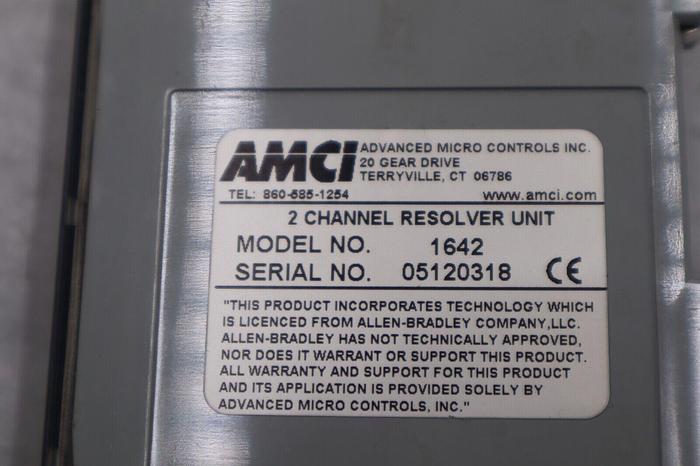 AMCI
ADVANCED MICRO CONTROLS INC.
20 GEAR DRIVE
TERRYVILLE, CT 06786
TEL: 860-585-1254 www.amci.com
2 CHANNEL RESOLVER UNIT
MODEL NO. 1642
SERIAL NO. 05120318 CE
"THIS PRODUCT INCORPORATES TECHNOLOGY WHICH
IS LICENCED FROM ALLEN-BRADLEY COMPANY,LLC.
ALLEN-BRADLEY HAS NOT TECHNICALLY APPROVED,
NOR DOES IT WARRANT OR SUPPORT THIS PRODUCT.
ALL WARRANTY AND SUPPORT FOR THIS PRODUCT
AND ITS APPLICATION IS PROVIDED SOLELY BY
ADVANCED MICRO CONTROLS, INC."